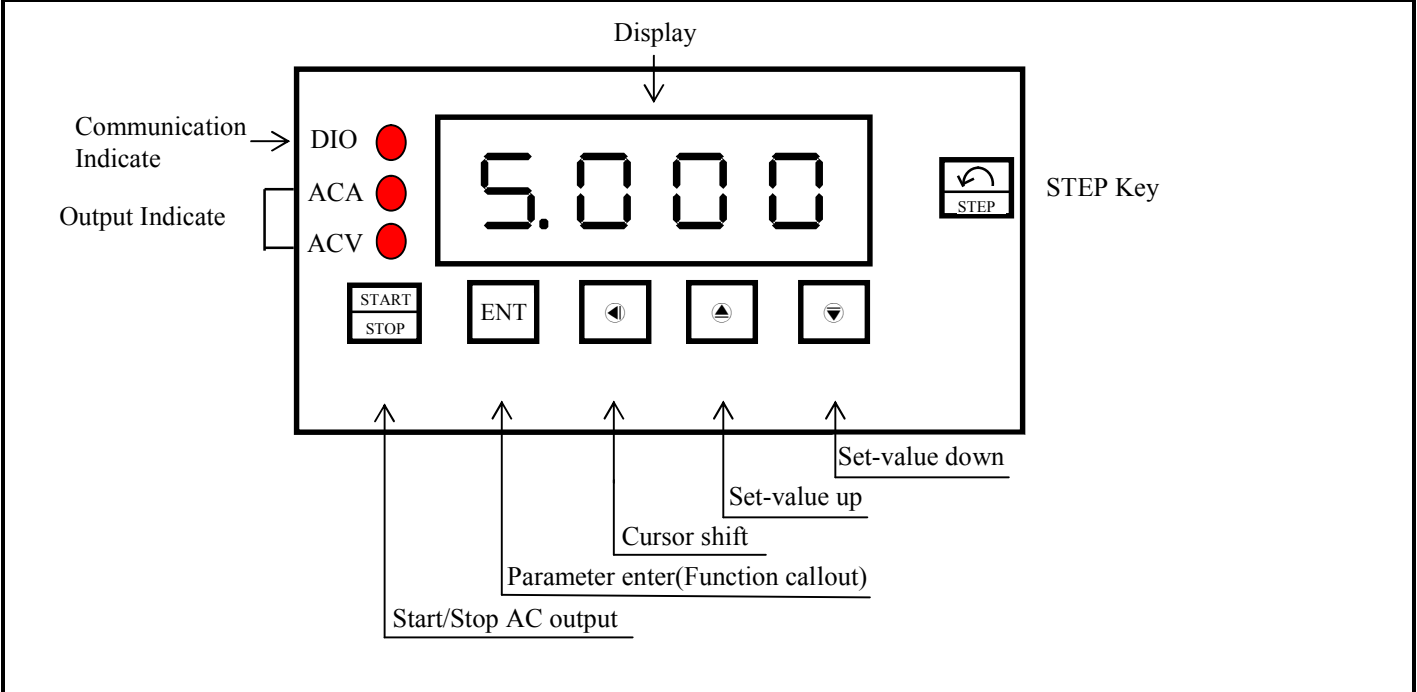 Display
Communication
Indicate
DIO
ACA
Output Indicate
ACV
5.000
STEP
STEP Key
START
STOP
ENT
Set-value down
Set-value up
Cursor shift
Parameter enter(Function callout)
Start/Stop AC output